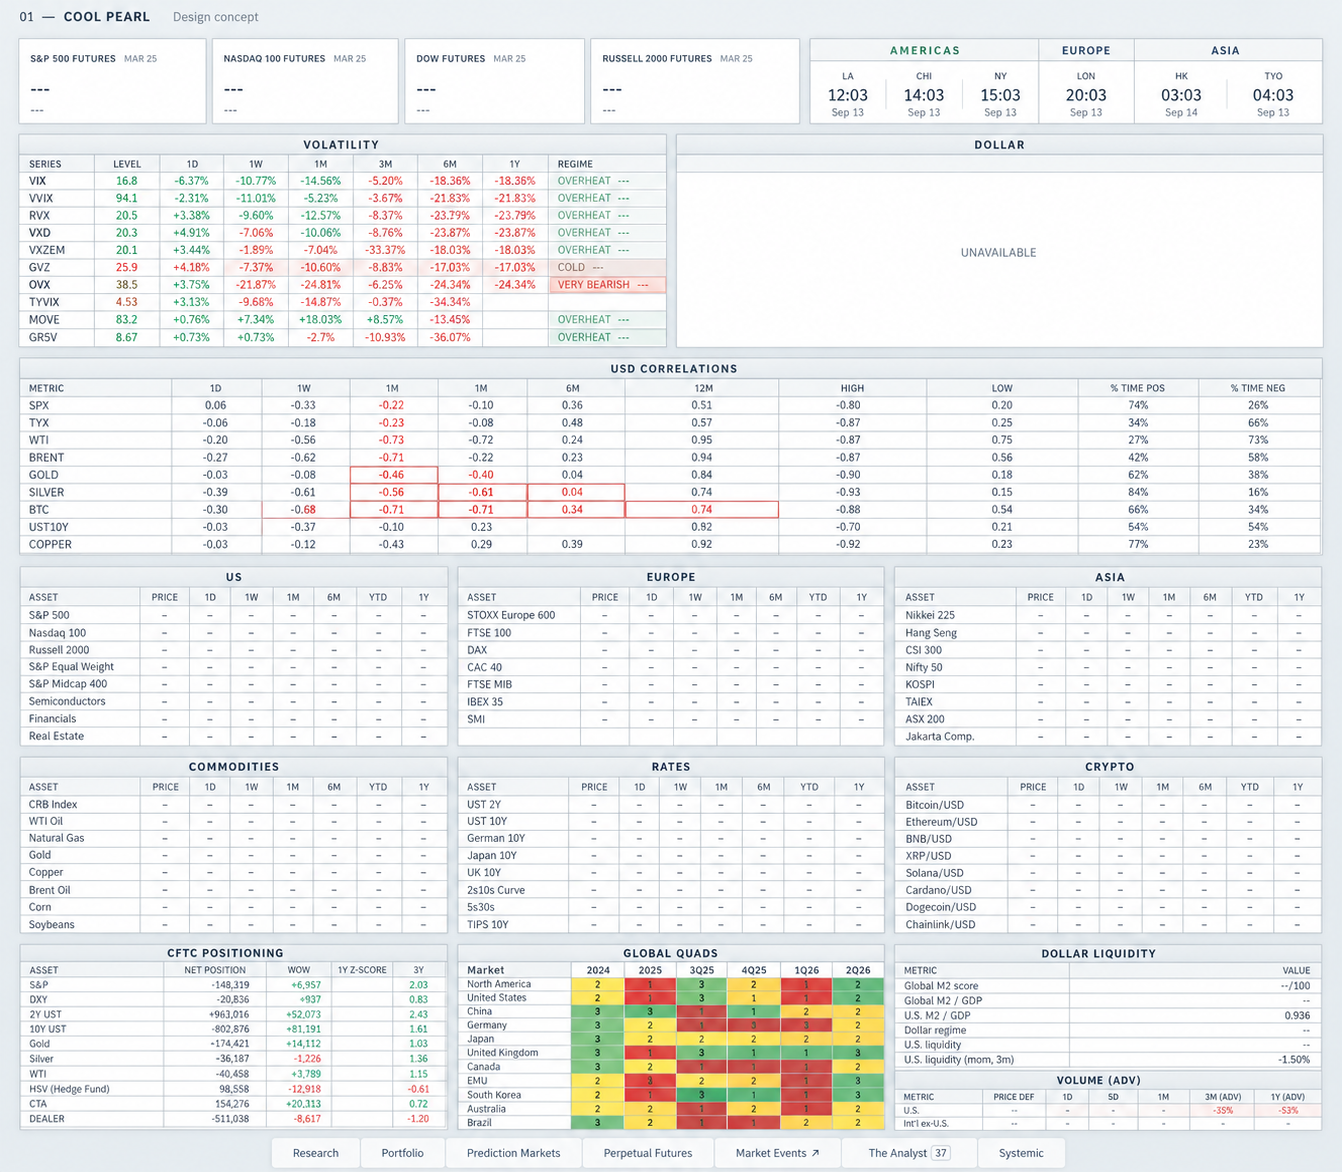 01 — COOL PEARL Design concept
S&P 500 FUTURES MAR 25
---
---
NASDAQ 100 FUTURES MAR 25
---
---
DOW FUTURES MAR 25
---
---
RUSSELL 2000 FUTURES MAR 25
---
---
AMERICAS EUROPE ASIA
LA CHI NY LON HK TYO
12:03 14:03 15:03 20:03 03:03 04:03
Sep 13 Sep 13 Sep 13 Sep 13 Sep 14 Sep 13
VOLATILITY
SERIES LEVEL 1D 1W 1M 3M 6M 1Y REGIME
VIX 16.8 -6.37% -10.77% -14.56% -5.20% -18.36% -18.36% OVERHEAT ---
VVIX 94.1 -2.31% -11.01% -5.23% -3.67% -21.83% -21.83% OVERHEAT ---
RVX 20.5 +3.38% -9.60% -12.57% -8.37% -23.79% -23.79% OVERHEAT ---
VXD 20.3 +4.91% -7.06% -10.06% -8.76% -23.87% -23.87% OVERHEAT ---
VXZEM 20.1 +3.44% -1.89% -7.04% -33.37% -18.03% -18.03% OVERHEAT ---
GVZ 25.9 +4.18% -7.37% -10.60% -8.83% -17.03% -17.03% COLD ---
OVX 38.5 +3.75% -21.87% -24.81% -6.25% -24.34% -24.34% VERY BEARISH ---
TYVIX 4.53 +3.13% -9.68% -14.87% -0.37% -34.34%
MOVE 83.2 +0.76% +7.34% +18.03% +8.57% -13.45% OVERHEAT ---
GR5V 8.67 +0.73% +0.73% -2.7% -10.93% -36.07% OVERHEAT ---
DOLLAR
UNAVAILABLE
USD CORRELATIONS
METRIC 1D 1W 1M 1M 6M 12M HIGH LOW % TIME POS % TIME NEG
SPX 0.06 -0.33 -0.22 -0.10 0.36 0.51 -0.80 0.20 74% 26%
TYX -0.06 -0.18 -0.23 -0.08 0.48 0.57 -0.87 0.25 34% 66%
WTI -0.20 -0.56 -0.73 -0.72 0.24 0.95 -0.87 0.75 27% 73%
BRENT -0.27 -0.62 -0.71 -0.22 0.23 0.94 -0.87 0.56 42% 58%
GOLD -0.03 -0.08 -0.46 -0.40 0.04 0.84 -0.90 0.18 62% 38%
SILVER -0.39 -0.61 -0.56 -0.61 0.04 0.74 -0.93 0.15 84% 16%
BTC -0.30 -0.68 -0.71 -0.71 0.34 0.74 -0.88 0.54 66% 34%
UST10Y -0.03 -0.37 -0.10 0.23 0.92 -0.70 0.21 54% 54%
COPPER -0.03 -0.12 -0.43 0.29 0.39 0.92 -0.92 0.23 77% 23%
US
ASSET PRICE 1D 1W 1M 6M YTD 1Y
S&P 500 – – – – – – –
Nasdaq 100 – – – – – – –
Russell 2000 – – – – – – –
S&P Equal Weight – – – – – – –
S&P Midcap 400 – – – – – – –
Semiconductors – – – – – – –
Financials – – – – – – –
Real Estate – – – – – – –
EUROPE
ASSET PRICE 1D 1W 1M 6M YTD 1Y
STOXX Europe 600 – – – – – – –
FTSE 100 – – – – – – –
DAX – – – – – – –
CAC 40 – – – – – – –
FTSE MIB – – – – – – –
IBEX 35 – – – – – – –
SMI – – – – – – –
ASIA
ASSET PRICE 1D 1W 1M 6M YTD 1Y
Nikkei 225 – – – – – – –
Hang Seng – – – – – – –
CSI 300 – – – – – – –
Nifty 50 – – – – – – –
KOSPI – – – – – – –
TAIEX – – – – – – –
ASX 200 – – – – – – –
Jakarta Comp. – – – – – – –
COMMODITIES
ASSET PRICE 1D 1W 1M 6M YTD 1Y
CRB Index – – – – – – –
WTI Oil – – – – – – –
Natural Gas – – – – – – –
Gold – – – – – – –
Copper – – – – – – –
Brent Oil – – – – – – –
Corn – – – – – – –
Soybeans – – – – – – –
RATES
ASSET PRICE 1D 1W 1M 6M YTD 1Y
UST 2Y – – – – – – –
UST 10Y – – – – – – –
German 10Y – – – – – – –
Japan 10Y – – – – – – –
UK 10Y – – – – – – –
2s10s Curve – – – – – – –
5s30s – – – – – – –
TIPS 10Y – – – – – – –
CRYPTO
ASSET PRICE 1D 1W 1M 6M YTD 1Y
Bitcoin/USD – – – – – – –
Ethereum/USD – – – – – – –
BNB/USD – – – – – – –
XRP/USD – – – – – – –
Solana/USD – – – – – – –
Cardano/USD – – – – – – –
Dogecoin/USD – – – – – – –
Chainlink/USD – – – – – – –
CFTC POSITIONING
ASSET NET POSITION WOW 1Y Z-SCORE 3Y
S&P -148,319 +6,957 2.03
DXY -20,836 +937 0.83
2Y UST +963,016 +52,073 2.43
10Y UST -802,876 +81,191 1.61
Gold +174,421 +14,112 1.03
Silver +36,187 -1,226 1.36
WTI -40,458 +3,789 1.15
HSV (Hedge Fund) 98,558 -12,918 -0.61
CTA 154,276 +20,313 0.72
DEALER -511,038 -8,617 -1.20
GLOBAL QUADS
Market 2024 2025 3Q25 4Q25 1Q26 2Q26
North America 2 1 3 2 1 2
United States 2 1 3 1 1 2
China 3 3 1 1 2 2
Germany 3 2 1 3 3 2
Japan 3 2 2 2 2 2
United Kingdom 3 1 3 1 1 3
Canada 3 2 1 1 1 2
EMU 2 3 2 2 1 3
South Korea 2 1 3 1 1 2
Australia 2 2 1 2 1 2
Brazil 3 2 1 1 2 2
DOLLAR LIQUIDITY
METRIC VALUE
Global M2 score --/100
Global M2 / GDP --
U.S. M2 / GDP 0.936
Dollar regime --
U.S. liquidity --
U.S. liquidity (mom, 3m) -1.50%
VOLUME (ADV)
METRIC PRICE DEF 1D 5D 1M 3M (ADV) 1Y (ADV)
U.S. -- - - - -35% -53%
Int'l ex-U.S. -- - - - - -
Research Portfolio Prediction Markets Perpetual Futures Market Events ↗ The Analyst 37 Systemic